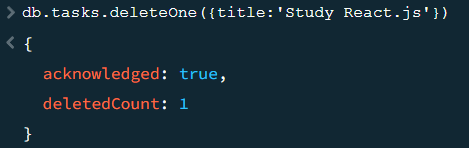 > db.tasks.deleteOne({title:'Study React.js'})
< {
acknowledged: true,
deletedCount: 1
}